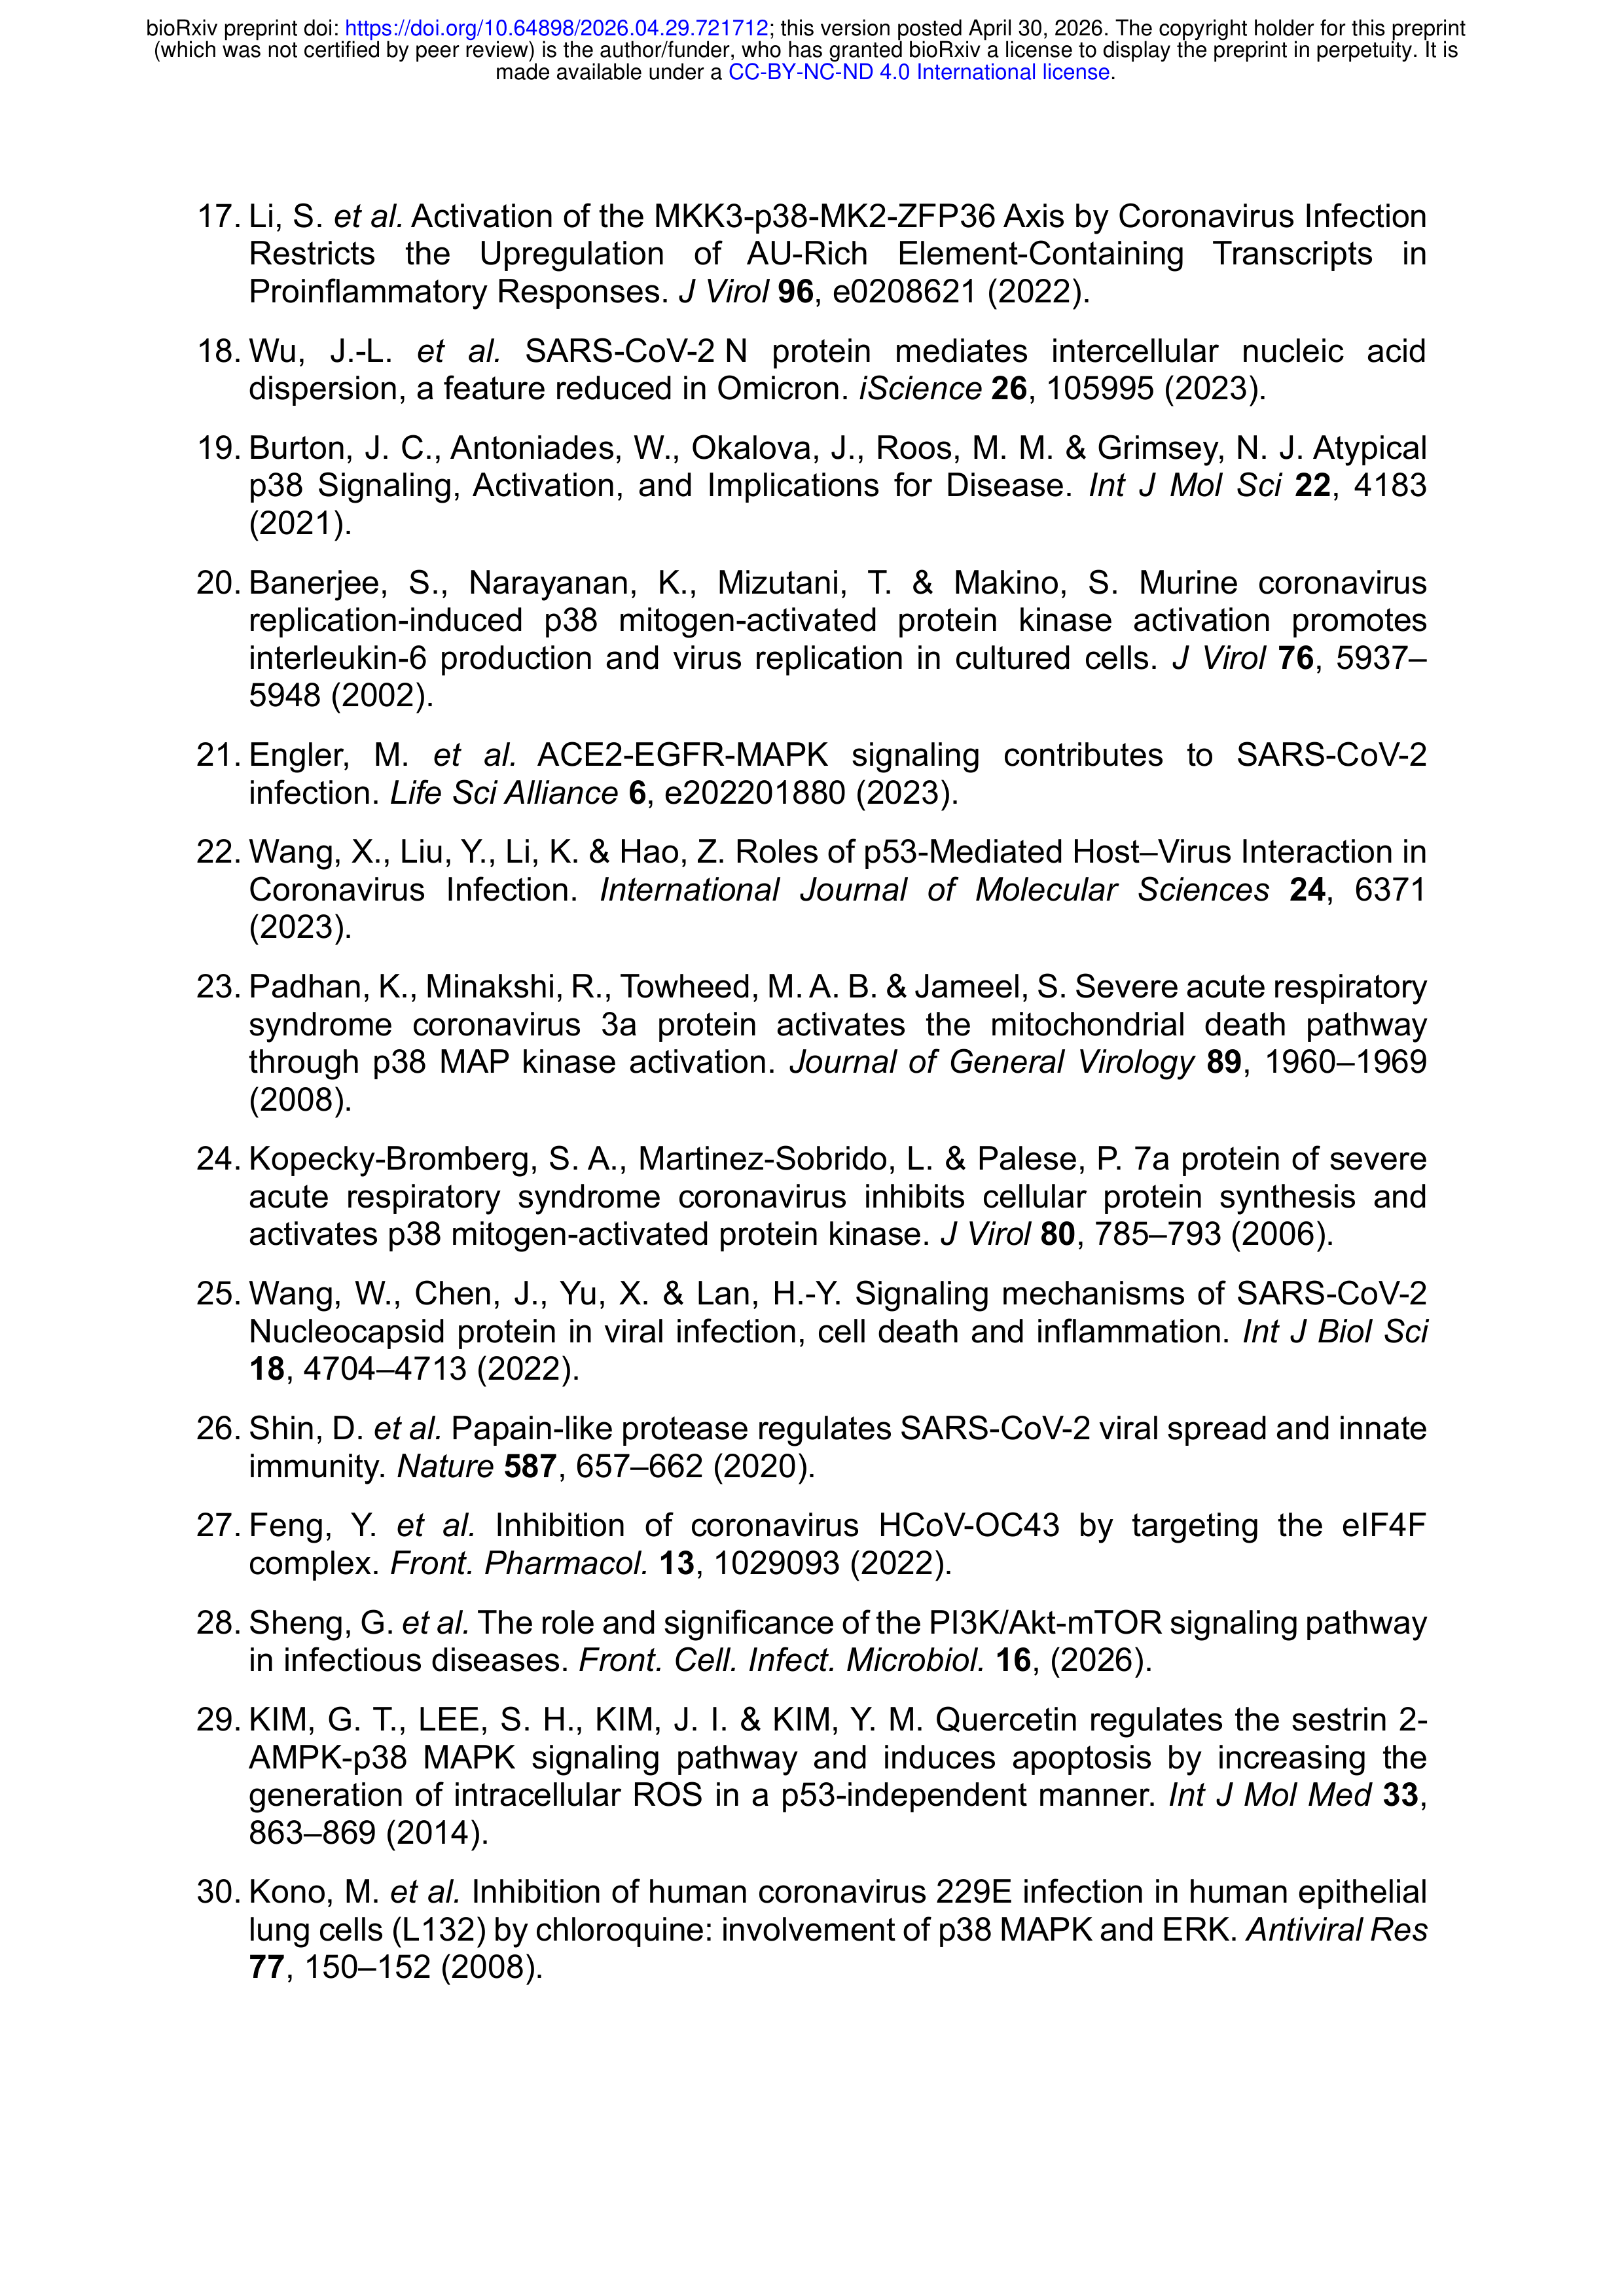 bioRxiv preprint doi: https://doi.org/10.64898/2026.04.29.721712; this version posted April 30, 2026. The copyright holder for this preprint
(which was not certified by peer review) is the author/funder, who has granted bioRxiv a license to display the preprint in perpetuity. It is
made available under a CC-BY-NC-ND 4.0 International license.
17. Li, S. et al. Activation of the MKK3-p38-MK2-ZFP36 Axis by Coronavirus Infection
Restricts the Upregulation of AU-Rich Element-Containing Transcripts in
Proinflammatory Responses. J Virol 96, e0208621 (2022).
18. Wu, J.-L. et al. SARS-CoV-2 N protein mediates intercellular nucleic acid
dispersion, a feature reduced in Omicron. iScience 26, 105995 (2023).
19. Burton, J. C., Antoniades, W., Okalova, J., Roos, M. M. & Grimsey, N. J. Atypical
p38 Signaling, Activation, and Implications for Disease. Int J Mol Sci 22, 4183
(2021).
20. Banerjee, S., Narayanan, K., Mizutani, T. & Makino, S. Murine coronavirus
replication-induced p38 mitogen-activated protein kinase activation promotes
interleukin-6 production and virus replication in cultured cells. J Virol 76, 5937–
5948 (2002).
21. Engler, M. et al. ACE2-EGFR-MAPK signaling contributes to SARS-CoV-2
infection. Life Sci Alliance 6, e202201880 (2023).
22. Wang, X., Liu, Y., Li, K. & Hao, Z. Roles of p53-Mediated Host–Virus Interaction in
Coronavirus Infection. International Journal of Molecular Sciences 24, 6371
(2023).
23. Padhan, K., Minakshi, R., Towheed, M. A. B. & Jameel, S. Severe acute respiratory
syndrome coronavirus 3a protein activates the mitochondrial death pathway
through p38 MAP kinase activation. Journal of General Virology 89, 1960–1969
(2008).
24. Kopecky-Bromberg, S. A., Martinez-Sobrido, L. & Palese, P. 7a protein of severe
acute respiratory syndrome coronavirus inhibits cellular protein synthesis and
activates p38 mitogen-activated protein kinase. J Virol 80, 785–793 (2006).
25. Wang, W., Chen, J., Yu, X. & Lan, H.-Y. Signaling mechanisms of SARS-CoV-2
Nucleocapsid protein in viral infection, cell death and inflammation. Int J Biol Sci
18, 4704–4713 (2022).
26. Shin, D. et al. Papain-like protease regulates SARS-CoV-2 viral spread and innate
immunity. Nature 587, 657–662 (2020).
27. Feng, Y. et al. Inhibition of coronavirus HCoV-OC43 by targeting the eIF4F
complex. Front. Pharmacol. 13, 1029093 (2022).
28. Sheng, G. et al. The role and significance of the PI3K/Akt-mTOR signaling pathway
in infectious diseases. Front. Cell. Infect. Microbiol. 16, (2026).
29. KIM, G. T., LEE, S. H., KIM, J. I. & KIM, Y. M. Quercetin regulates the sestrin 2-
AMPK-p38 MAPK signaling pathway and induces apoptosis by increasing the
generation of intracellular ROS in a p53-independent manner. Int J Mol Med 33,
863–869 (2014).
30. Kono, M. et al. Inhibition of human coronavirus 229E infection in human epithelial
lung cells (L132) by chloroquine: involvement of p38 MAPK and ERK. Antiviral Res
77, 150–152 (2008).